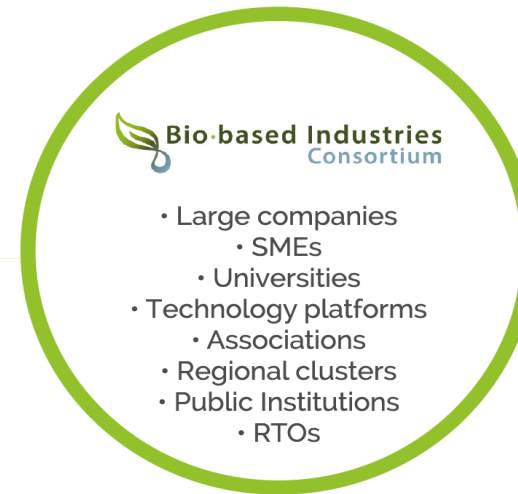 Bio·based Industries
Consortium
• Large companies
• SMEs
• Universities
• Technology platforms
• Associations
• Regional clusters
• Public Institutions
• RTOs